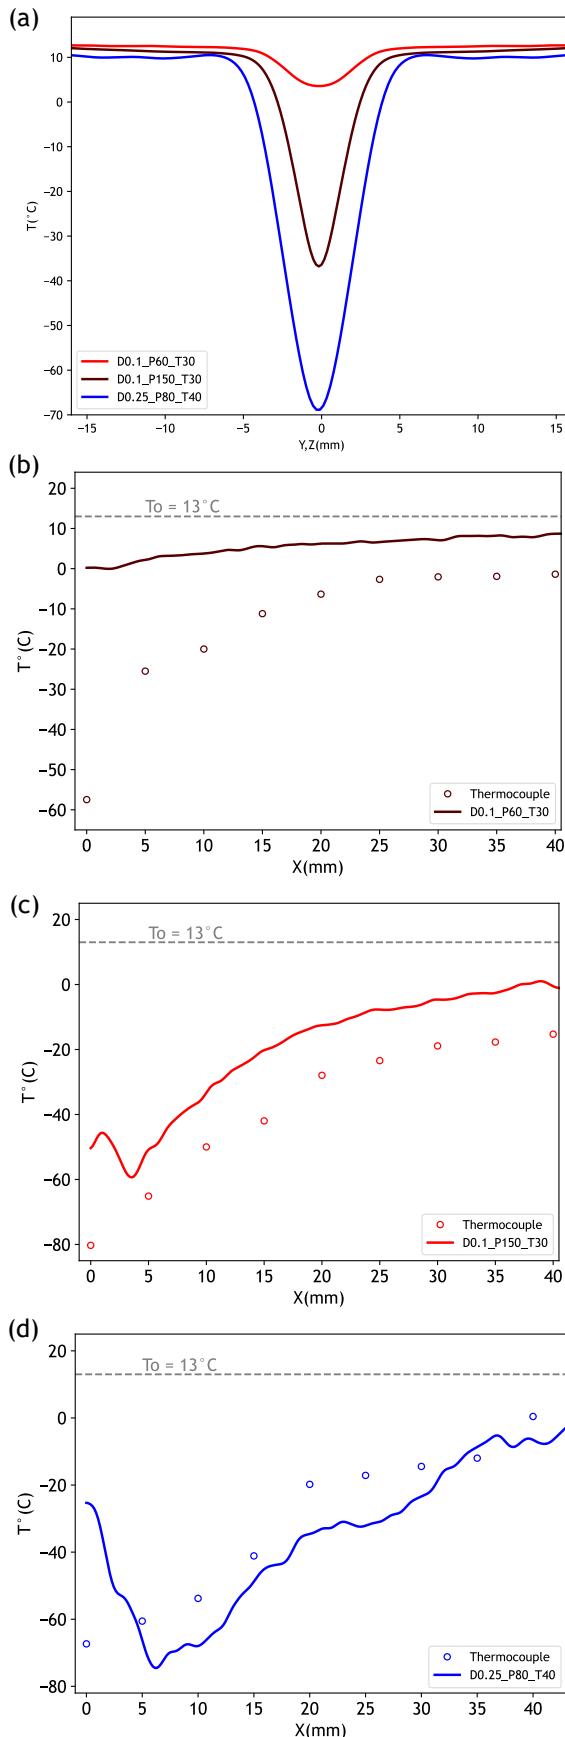 (a)
10
0
−10
−20
−30
−40
−50
−60
−70
T(°C)
D0.1_P60_T30
D0.1_P150_T30
D0.25_P80_T40
−15
−10
−5
0
5
10
15
Y,Z(mm)
(b)
20
10
0
−10
−20
−30
−40
−50
−60
T°(C)
To = 13°C
Thermocouple
D0.1_P60_T30
0
5
10
15
20
25
30
35
40
X(mm)
(c)
20
0
−20
−40
−60
−80
T°(C)
To = 13°C
Thermocouple
D0.1_P150_T30
0
5
10
15
20
25
30
35
40
X(mm)
(d)
20
0
−20
−40
−60
−80
T°(C)
To = 13°C
Thermocouple
D0.25_P80_T40
0
5
10
15
20
25
30
35
40
X(mm)